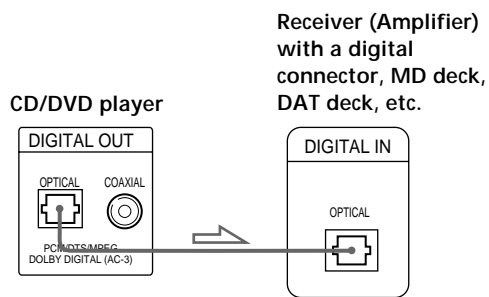 Receiver (Amplifier)
with a digital
connector, MD deck,
DAT deck, etc.
CD/DVD player
DIGITAL OUT
OPTICAL COAXIAL
PCM/DTS/MPEG
DOLBY DIGITAL (AC-3)
DIGITAL IN
OPTICAL